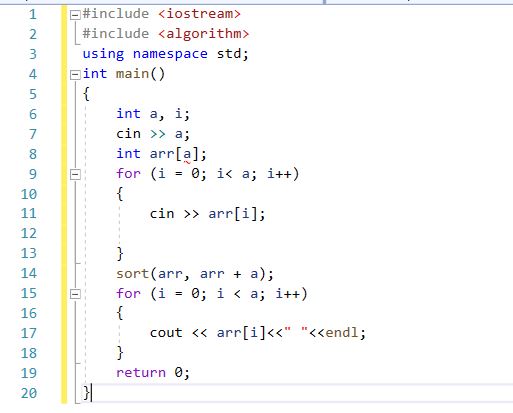 1 #include <iostream>
2 #include <algorithm>
3 using namespace std;
4 int main()
5 {
6 int a, i;
7 cin >> a;
8 int arr[a];
9 for (i = 0; i< a; i++)
10 {
11 cin >> arr[i];
12
13 }
14 sort(arr, arr + a);
15 for (i = 0; i < a; i++)
16 {
17 cout << arr[i]<<" "<<endl;
18 }
19 return 0;
20 }